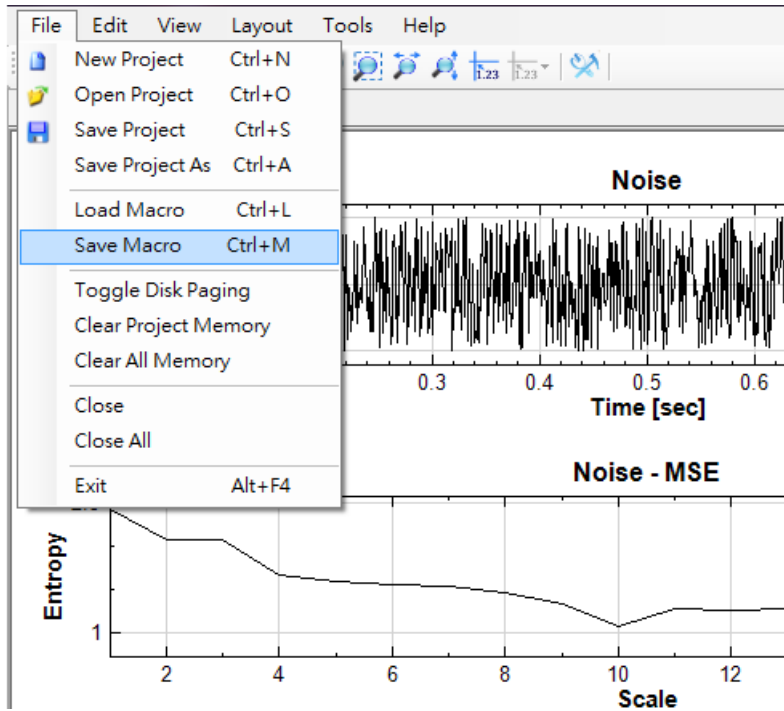 File Edit View Layout Tools Help
New Project Ctrl+N
Open Project Ctrl+O
Save Project Ctrl+S
Save Project As Ctrl+A
Load Macro Ctrl+L
Save Macro Ctrl+M
Toggle Disk Paging
Clear Project Memory
Clear All Memory
Close
Close All
Exit Alt+F4
1.23 1.23
Noise
0.3 0.4 0.5 0.6
Time [sec]
Noise - MSE
Entropy
1
2 4 6 8 10 12
Scale